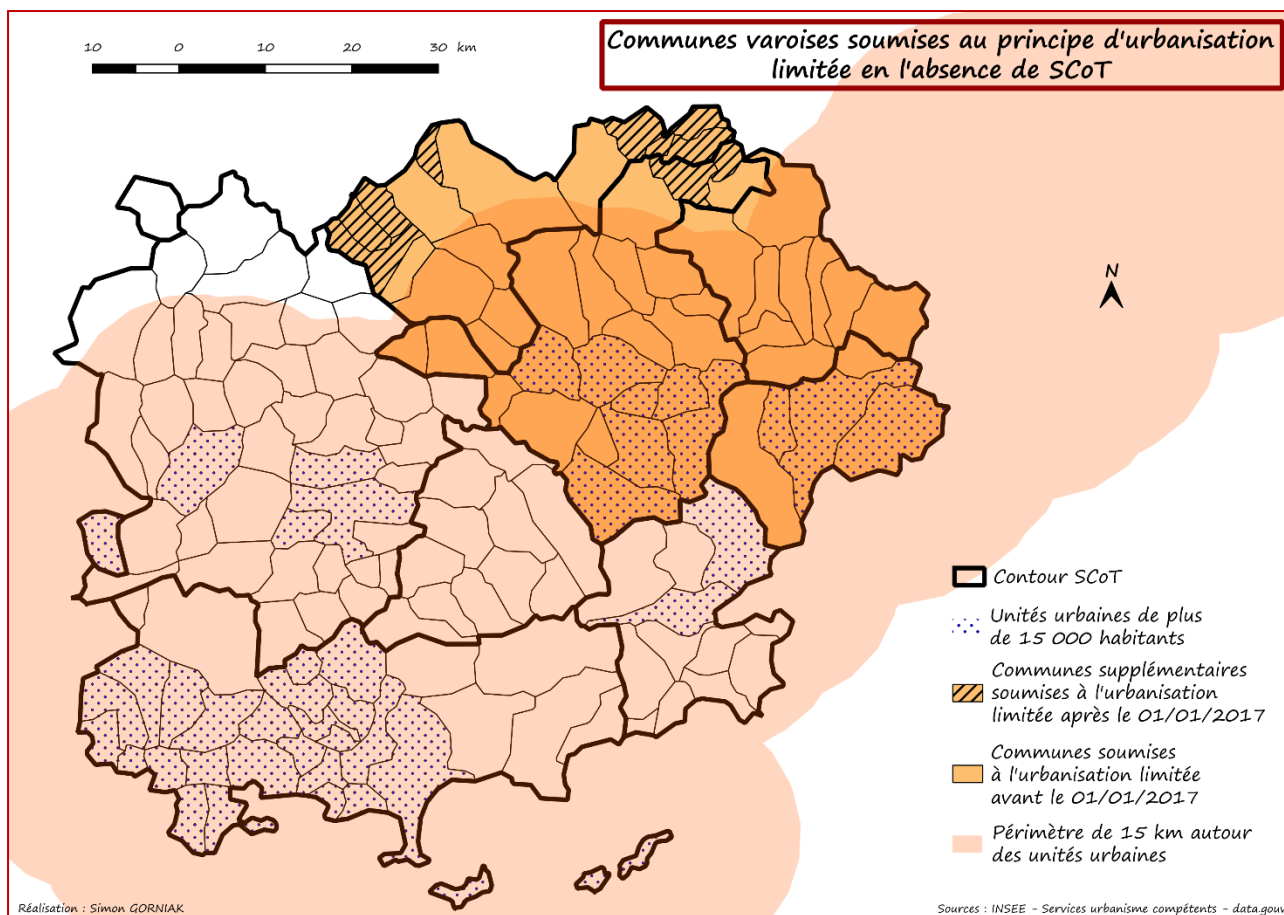 Communes varoises soumises au principe d'urbanisation
limitée en l'absence de SCoT
10 0 10 20 30 km
N
Contour SCoT
Unités urbaines de plus
de 15 000 habitants
Communes supplémentaires
soumises à l'urbanisation
limitée après le 01/01/2017
Communes soumises
à l'urbanisation limitée
avant le 01/01/2017
Périmètre de 15 km autour
des unités urbaines
Réalisation : Simon GORNIAK
Sources : INSEE - Services urbanisme compétents - data.gouv